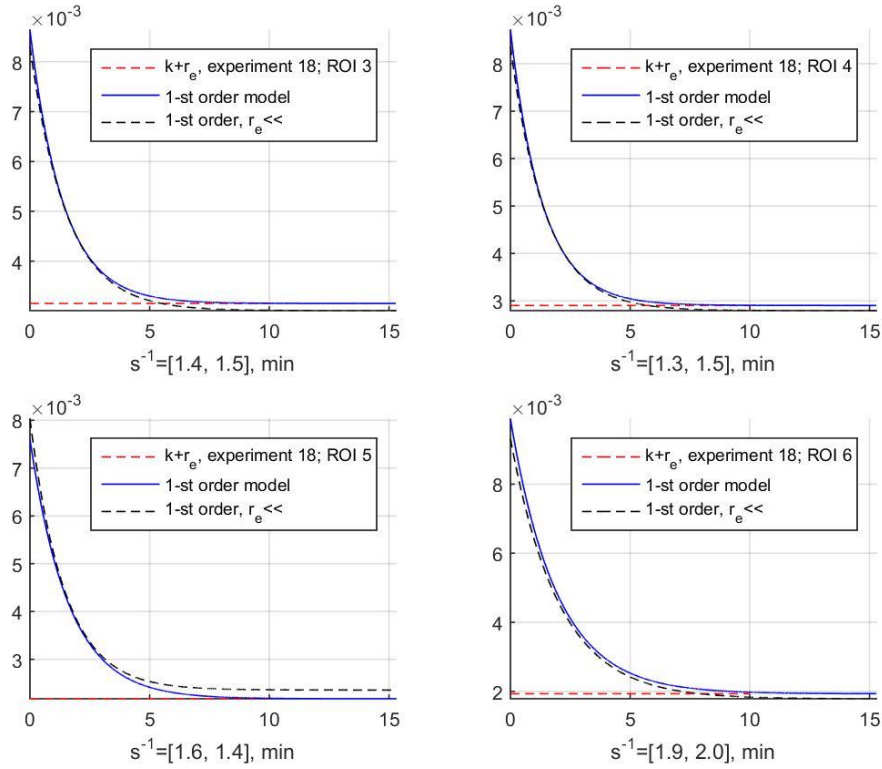 ×10⁻³
8
7
6
5
4
0
5
10
15
k+rₑ, experiment 18; ROI 3
1-st order model
1-st order, rₑ<<
s⁻¹=[1.4, 1.5], min
×10⁻³
8
7
6
5
4
3
0
5
10
15
k+rₑ, experiment 18; ROI 4
1-st order model
1-st order, rₑ<<
s⁻¹=[1.3, 1.5], min
×10⁻³
8
7
6
5
4
3
0
5
10
15
k+rₑ, experiment 18; ROI 5
1-st order model
1-st order, rₑ<<
s⁻¹=[1.6, 1.4], min
×10⁻³
8
6
4
2
0
5
10
15
k+rₑ, experiment 18; ROI 6
1-st order model
1-st order, rₑ<<
s⁻¹=[1.9, 2.0], min